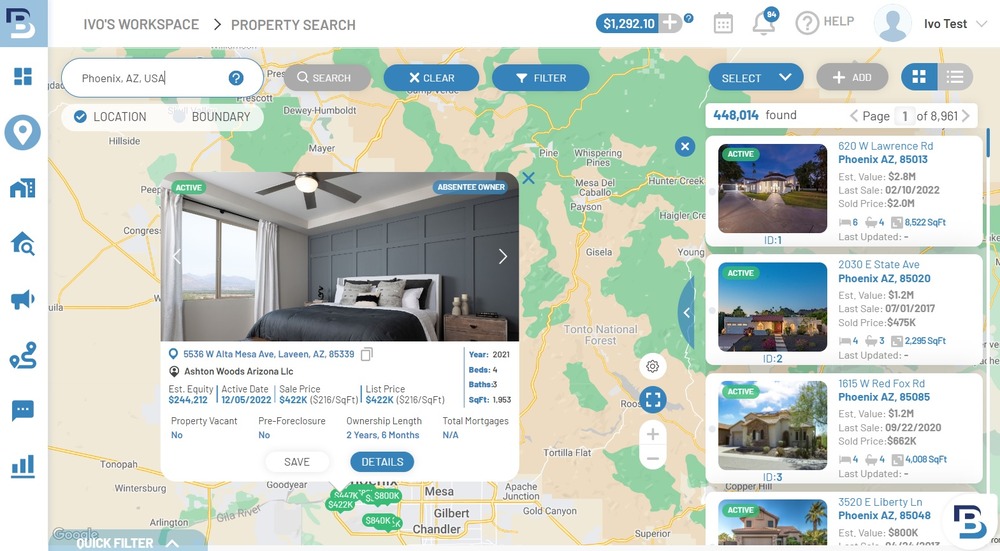 IVO'S WORKSPACE > PROPERTY SEARCH
$1,292.10 + ?
94
? HELP
Ivo Test
Phoenix, AZ, USA
?
SEARCH
CLEAR
FILTER
SELECT
+ ADD
LOCATION
BOUNDARY
448,014 found
Page 1 of 8,961
Prescott
Dewey-Humboldt
Hillside
Mayer
Pine
Whispering
Pines
Mesa Del
Caballo
Hunter Creek
Payson
Haigler Cre
Gisela
Young
Tonto National
Forest
Roos
Tortilla Flat
Tonopah
Wintersburg
Goodyear
Arlington
Gila River
Mesa
Gilbert
Chandler
Apache
Junction
Gold Canyon
Superior
Copper Hill
Peep
Congress
ACTIVE
ABSENTEE OWNER
5536 W Alta Mesa Ave, Laveen, AZ, 85339
Ashton Woods Arizona Llc
Est. Equity
$244,212
Active Date
12/05/2022
Sale Price
$422K ($216/SqFt)
List Price
$422K ($216/SqFt)
Year: 2021
Beds: 4
Baths:3
SqFt: 1,953
Property Vacant
No
Pre-Foreclosure
No
Ownership Length
2 Years, 6 Months
Total Mortgages
N/A
SAVE
DETAILS
$447K
$800K
$422K
$840K
Google
QUICK FILTER
ACTIVE
ID:1
620 W Lawrence Rd
Phoenix AZ, 85013
Est, Value: $2.8M
Last Sale: 02/10/2022
Sold Price:$2.0M
6 4 8,522 SqFt
Last Updated: -
ACTIVE
ID:2
2030 E State Ave
Phoenix AZ, 85020
Est, Value: $1.2M
Last Sale: 07/01/2017
Sold Price:$475K
4 3 2,295 SqFt
Last Updated: -
ACTIVE
ID:3
1615 W Red Fox Rd
Phoenix AZ, 85085
Est, Value: $1.2M
Last Sale: 09/22/2020
Sold Price:$662K
4 4 4,008 SqFt
Last Updated: -
ACTIVE
3520 E Liberty Ln
Phoenix AZ, 85048
Est, Value: $800K